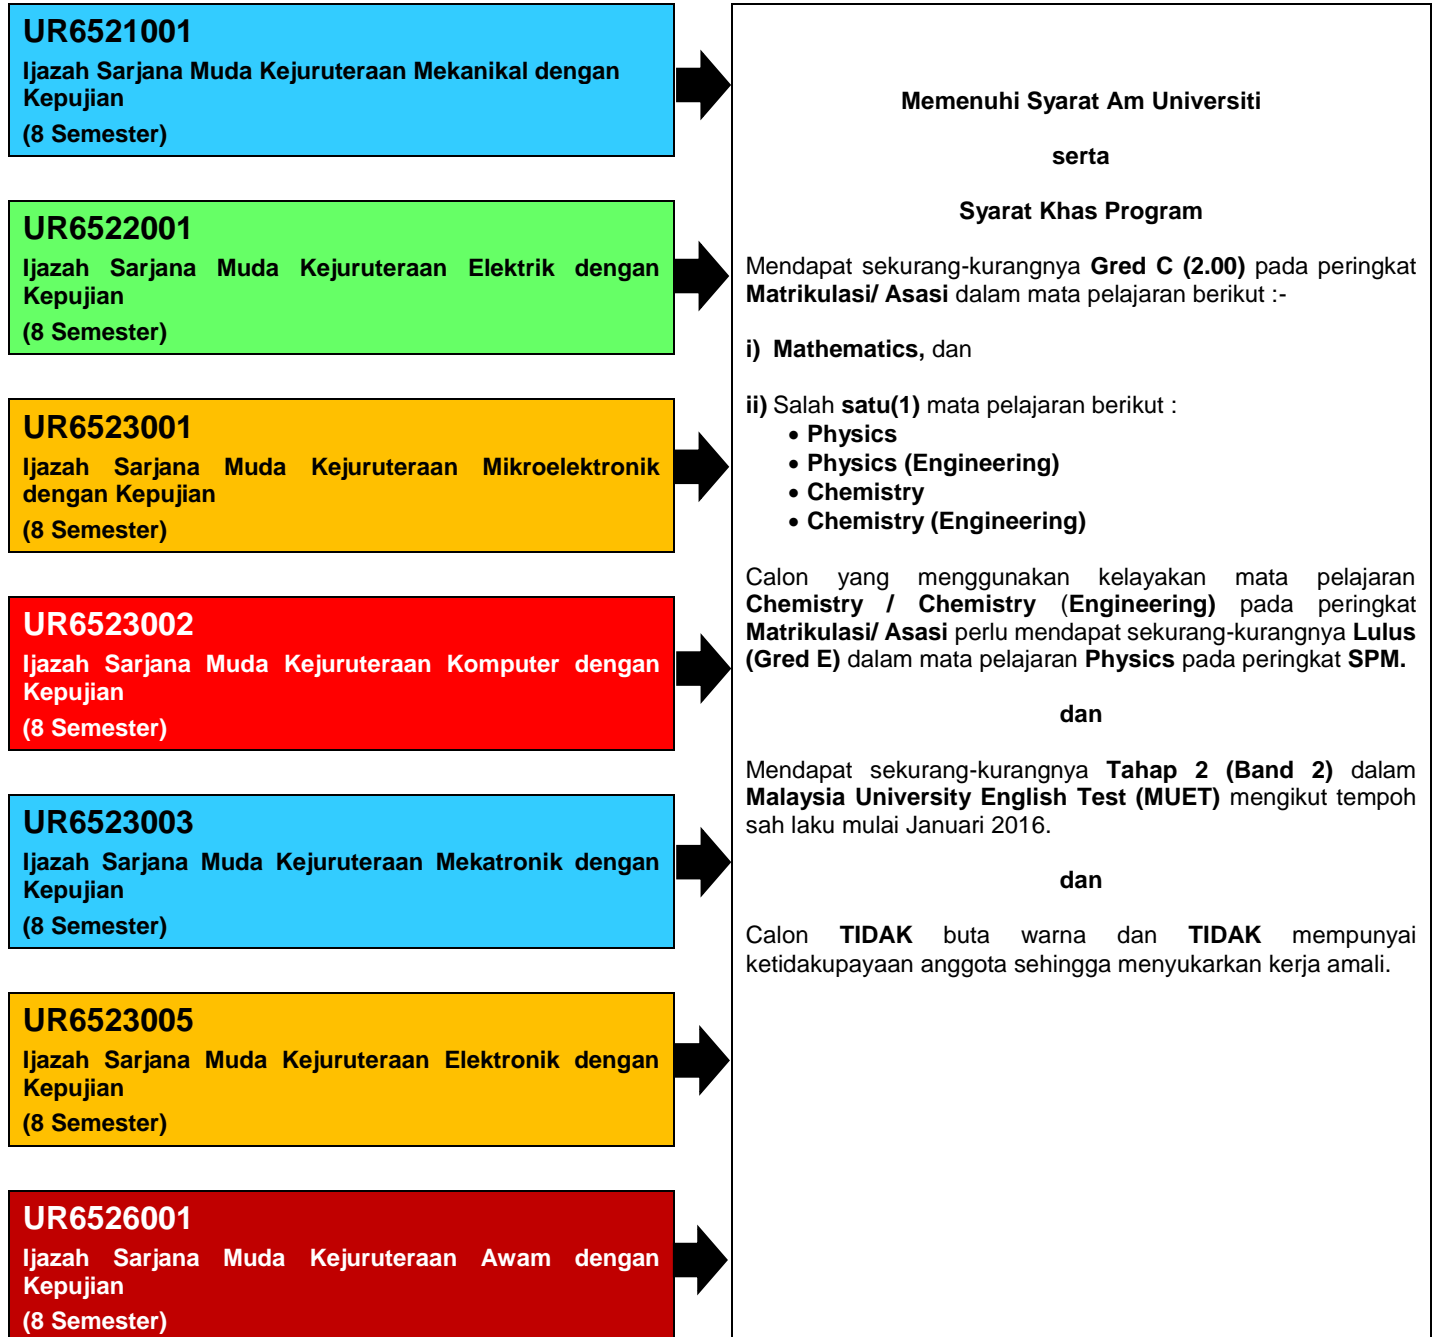 UR6521001
Ijazah Sarjana Muda Kejuruteraan Mekanikal dengan
Kepujian
(8 Semester)
UR6522001
Ijazah Sarjana Muda Kejuruteraan Elektrik dengan
Kepujian
(8 Semester)
UR6523001
Ijazah Sarjana Muda Kejuruteraan Mikroelektronik
dengan Kepujian
(8 Semester)
UR6523002
Ijazah Sarjana Muda Kejuruteraan Komputer dengan
Kepujian
(8 Semester)
UR6523003
Ijazah Sarjana Muda Kejuruteraan Mekatronik dengan
Kepujian
(8 Semester)
UR6523005
Ijazah Sarjana Muda Kejuruteraan Elektronik dengan
Kepujian
(8 Semester)
UR6526001
Ijazah Sarjana Muda Kejuruteraan Awam dengan
Kepujian
(8 Semester)
Memenuhi Syarat Am Universiti
serta
Syarat Khas Program
Mendapat sekurang-kurangnya Gred C (2.00) pada peringkat
Matrikulasi/ Asasi dalam mata pelajaran berikut :-
i) Mathematics, dan
ii) Salah satu(1) mata pelajaran berikut :
• Physics
• Physics (Engineering)
• Chemistry
• Chemistry (Engineering)
Calon yang menggunakan kelayakan mata pelajaran
Chemistry / Chemistry (Engineering) pada peringkat
Matrikulasi/ Asasi perlu mendapat sekurang-kurangnya Lulus
(Gred E) dalam mata pelajaran Physics pada peringkat SPM.
dan
Mendapat sekurang-kurangnya Tahap 2 (Band 2) dalam
Malaysia University English Test (MUET) mengikut tempoh
sah laku mulai Januari 2016.
dan
Calon TIDAK buta warna dan TIDAK mempunyai
ketidakupayaan anggota sehingga menyukarkan kerja amali.